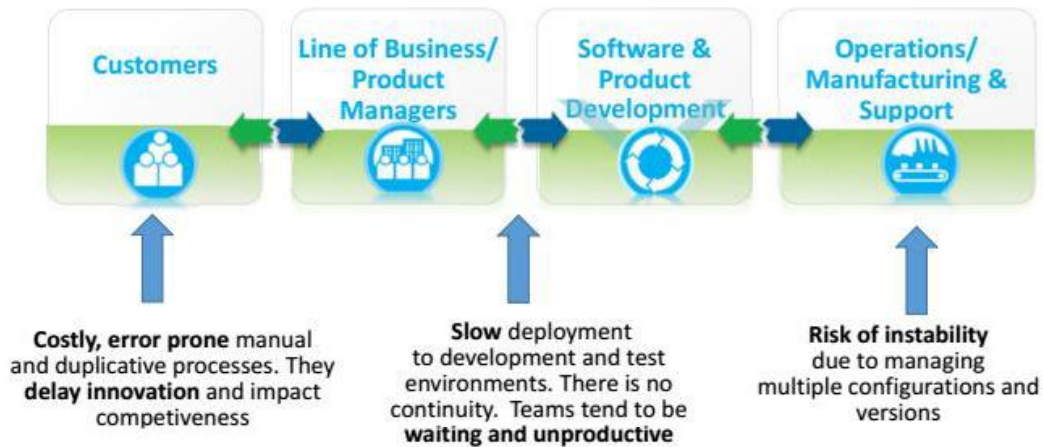 Customers
Line of Business/
Product
Managers
Software &
Product
Development
Operations/
Manufacturing &
Support
Costly, error prone manual
and duplicative processes. They
delay innovation and impact
competiveness
Slow deployment
to development and test
environments. There is no
continuity. Teams tend to be
waiting and unproductive
Risk of instability
due to managing
multiple configurations and
versions